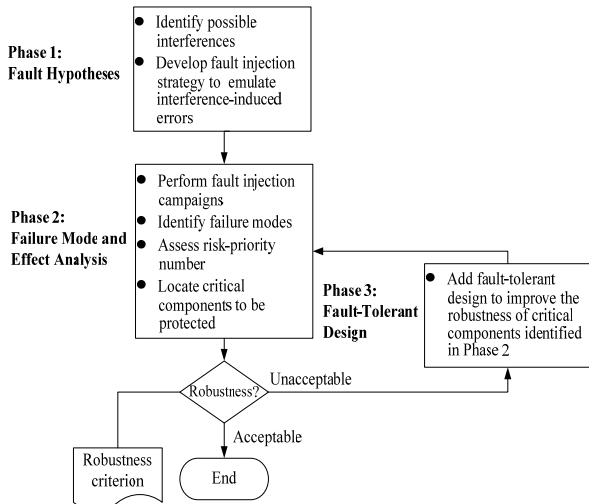 Phase 1:
Fault Hypotheses
● Identify possible
interferences
● Develop fault injection
strategy to emulate
interference-induced
errors
Phase 2:
Failure Mode and
Effect Analysis
● Perform fault injection
campaigns
● Identify failure modes
● Assess risk-priority
number
● Locate critical
components to be
protected
Phase 3:
Fault-Tolerant
Design
● Add fault-tolerant
design to improve the
robustness of critical
components identified
in Phase 2
Robustness?
Unacceptable
Acceptable
Robustness
criterion
End